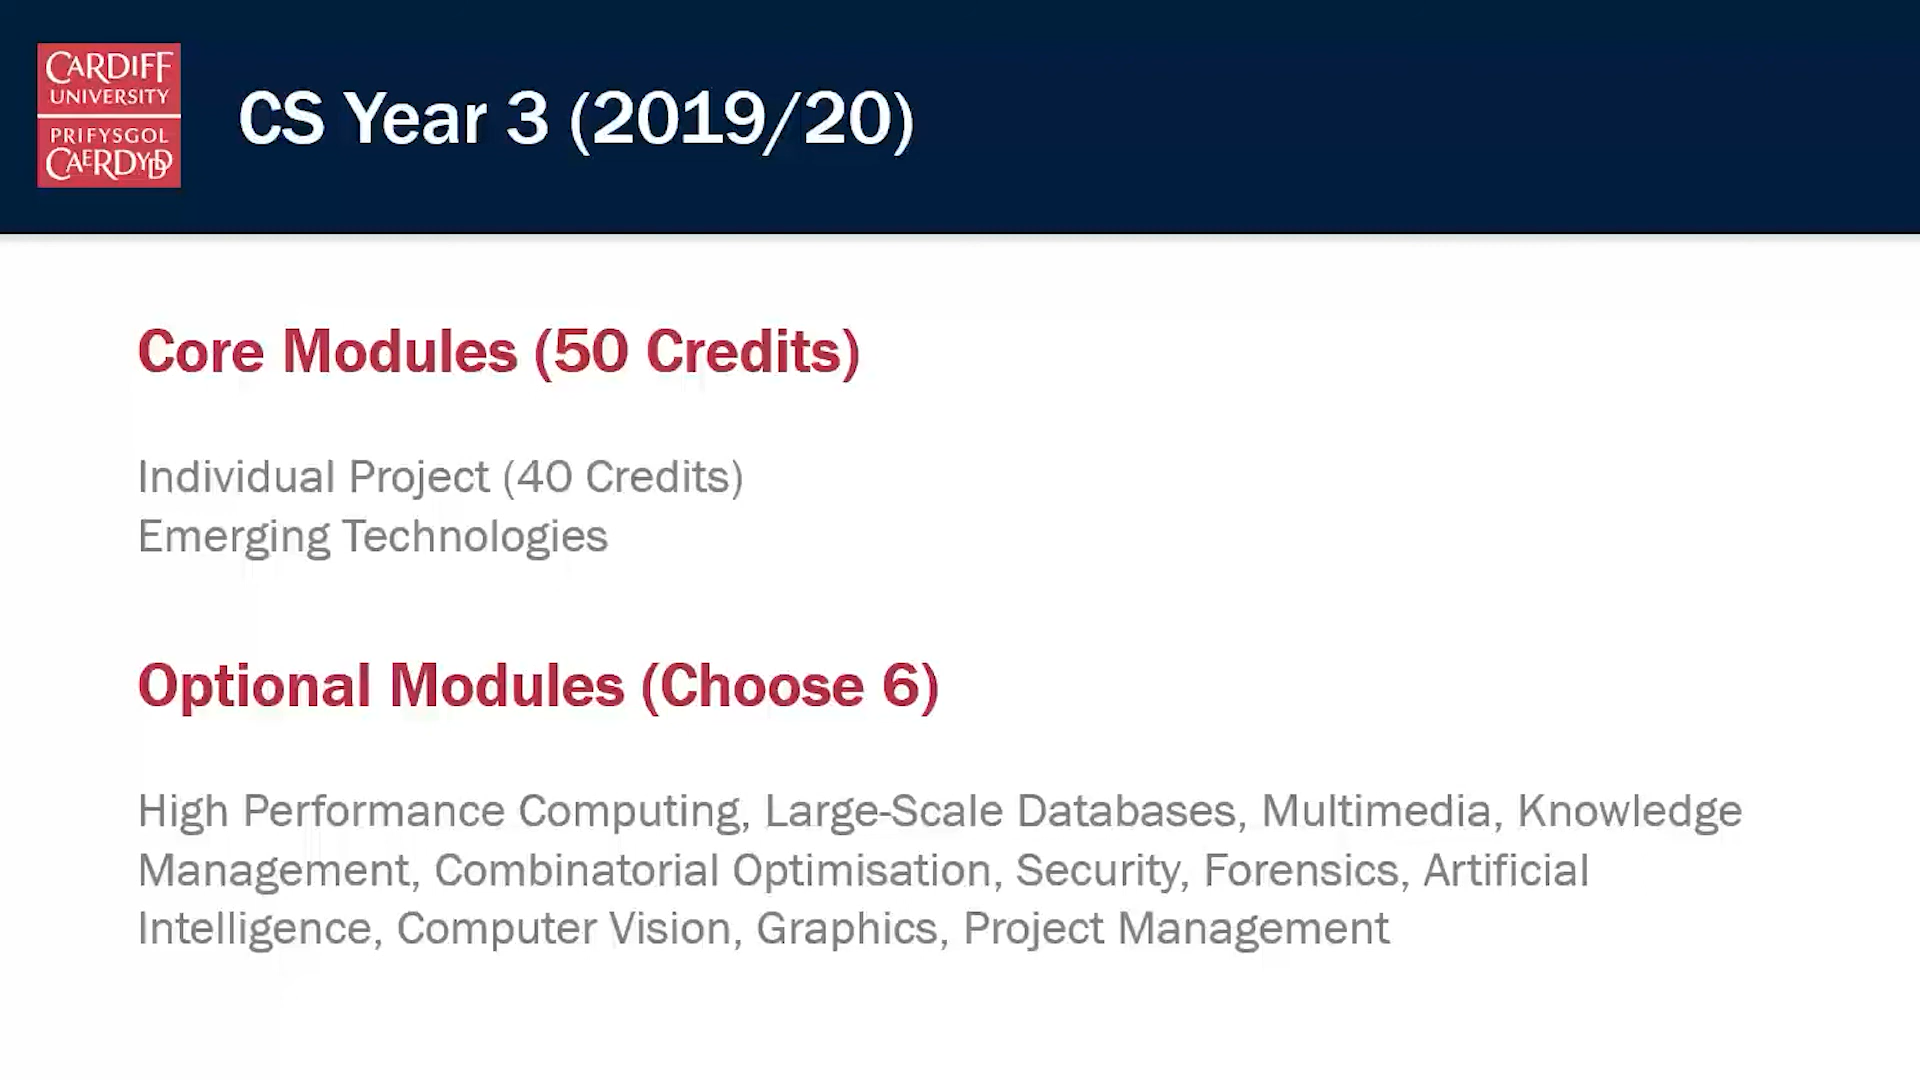 CARDIFF
UNIVERSITY
PRIFYSGOL
CAERDYDD
CS Year 3 (2019/20)
Core Modules (50 Credits)
Individual Project (40 Credits)
Emerging Technologies
Optional Modules (Choose 6)
High Performance Computing, Large-Scale Databases, Multimedia, Knowledge
Management, Combinatorial Optimisation, Security, Forensics, Artificial
Intelligence, Computer Vision, Graphics, Project Management